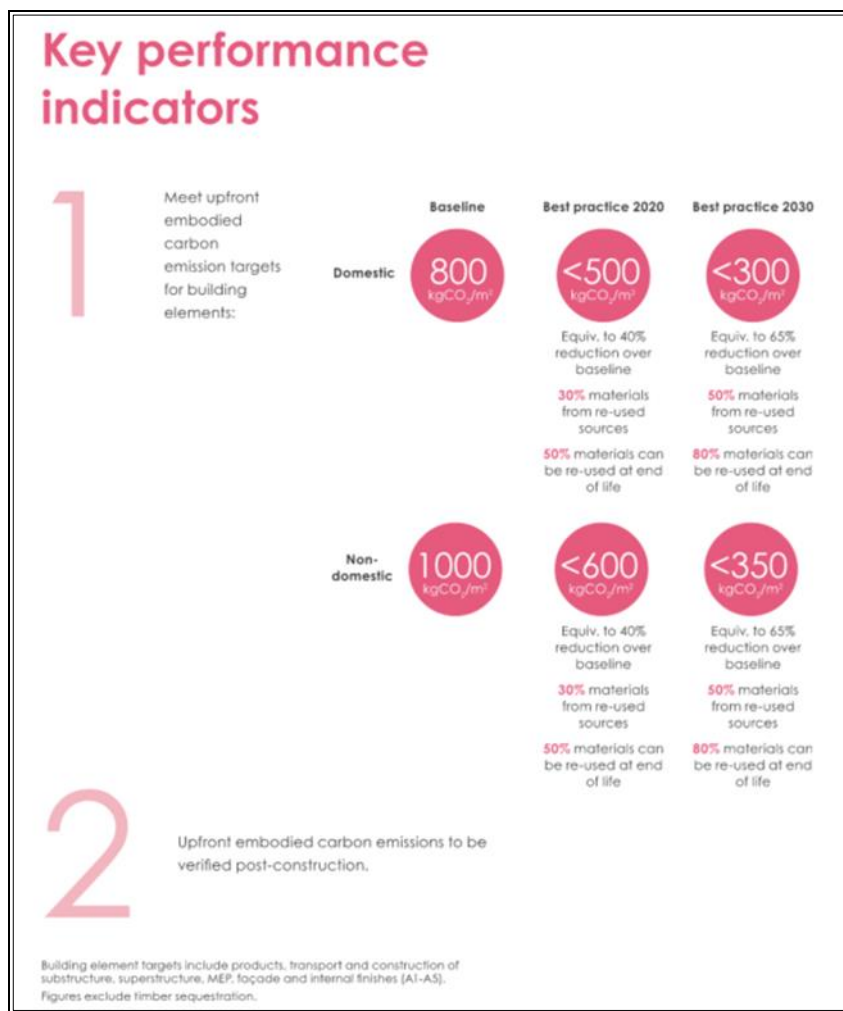 Key performance
indicators
1
Meet upfront
embodied
carbon
emission targets
for building
elements:
Baseline
Best practice 2020
Best practice 2030
Domestic
800
kgCO₂/m²
<500
kgCO₂/m²
<300
kgCO₂/m²
Equiv. to 40%
reduction over
baseline
30% materials
from re-used
sources
50% materials can
be re-used at end
of life
Equiv. to 65%
reduction over
baseline
50% materials
from re-used
sources
80% materials can
be re-used at end
of life
Non-
domestic
1000
kgCO₂/m²
<600
kgCO₂/m²
<350
kgCO₂/m²
Equiv. to 40%
reduction over
baseline
30% materials
from re-used
sources
50% materials can
be re-used at end
of life
Equiv. to 65%
reduction over
baseline
50% materials
from re-used
sources
80% materials can
be re-used at end
of life
2
Upfront embodied carbon emissions to be
verified post-construction.
Building element targets include products, transport and construction of
substructure, superstructure, MEP, façade and internal finishes (A1-A5).
Figures exclude timber sequestration.